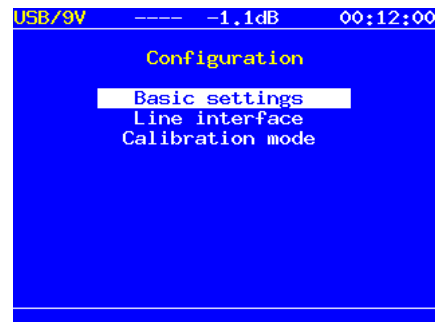 USB/9V ---- -1.1dB 00:12:00
Configuration
Basic settings
Line interface
Calibration mode